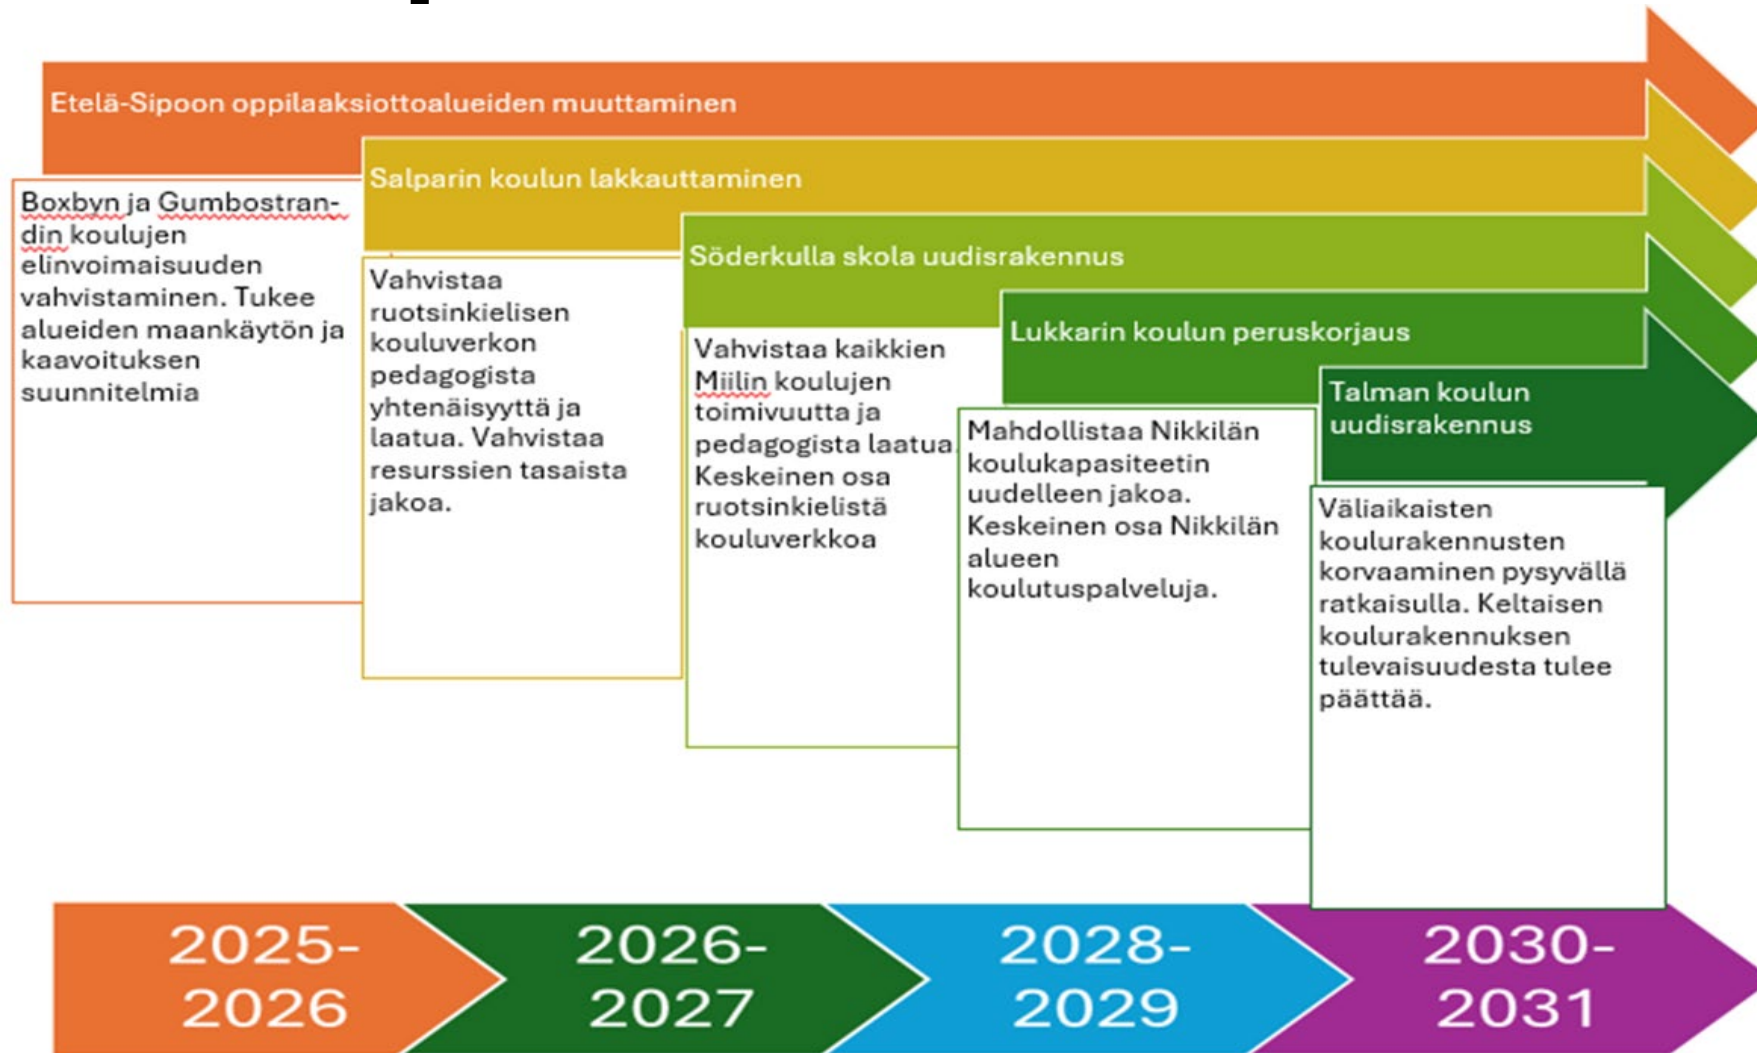 Etelä-Sipoon oppilaaksiottoalueiden muuttaminen
Boxbyn ja Gumbostran-
din koulujen
elinvoimaisuuden
vahvistaminen. Tukee
alueiden maankäytön ja
kaavoituksen
suunnitelmia
Salparin koulun lakkauttaminen
Vahvistaa
ruotsinkielisen
kouluverkon
pedagogista
yhtenäisyyttä ja
laatua. Vahvistaa
resurssien tasaista
jakoa.
Söderkulla skola uudisrakennus
Vahvistaa kaikkien
Miilin koulujen
toimivuutta ja
pedagogista laatua.
Keskeinen osa
ruotsinkielistä
kouluverkkoa
Lukkarin koulun peruskorjaus
Mahdollistaa Nikkilän
koulukapasiteetin
uudelleen jakoa.
Keskeinen osa Nikkilän
alueen
koulutuspalveluja.
Talman koulun
uudisrakennus
Väliaikaisten
koulurakennusten
korvaaminen pysyvällä
ratkaisulla. Keltaisen
koulurakennuksen
tulevaisuudesta tulee
päättää.
2025-
2026
2026-
2027
2028-
2029
2030-
2031